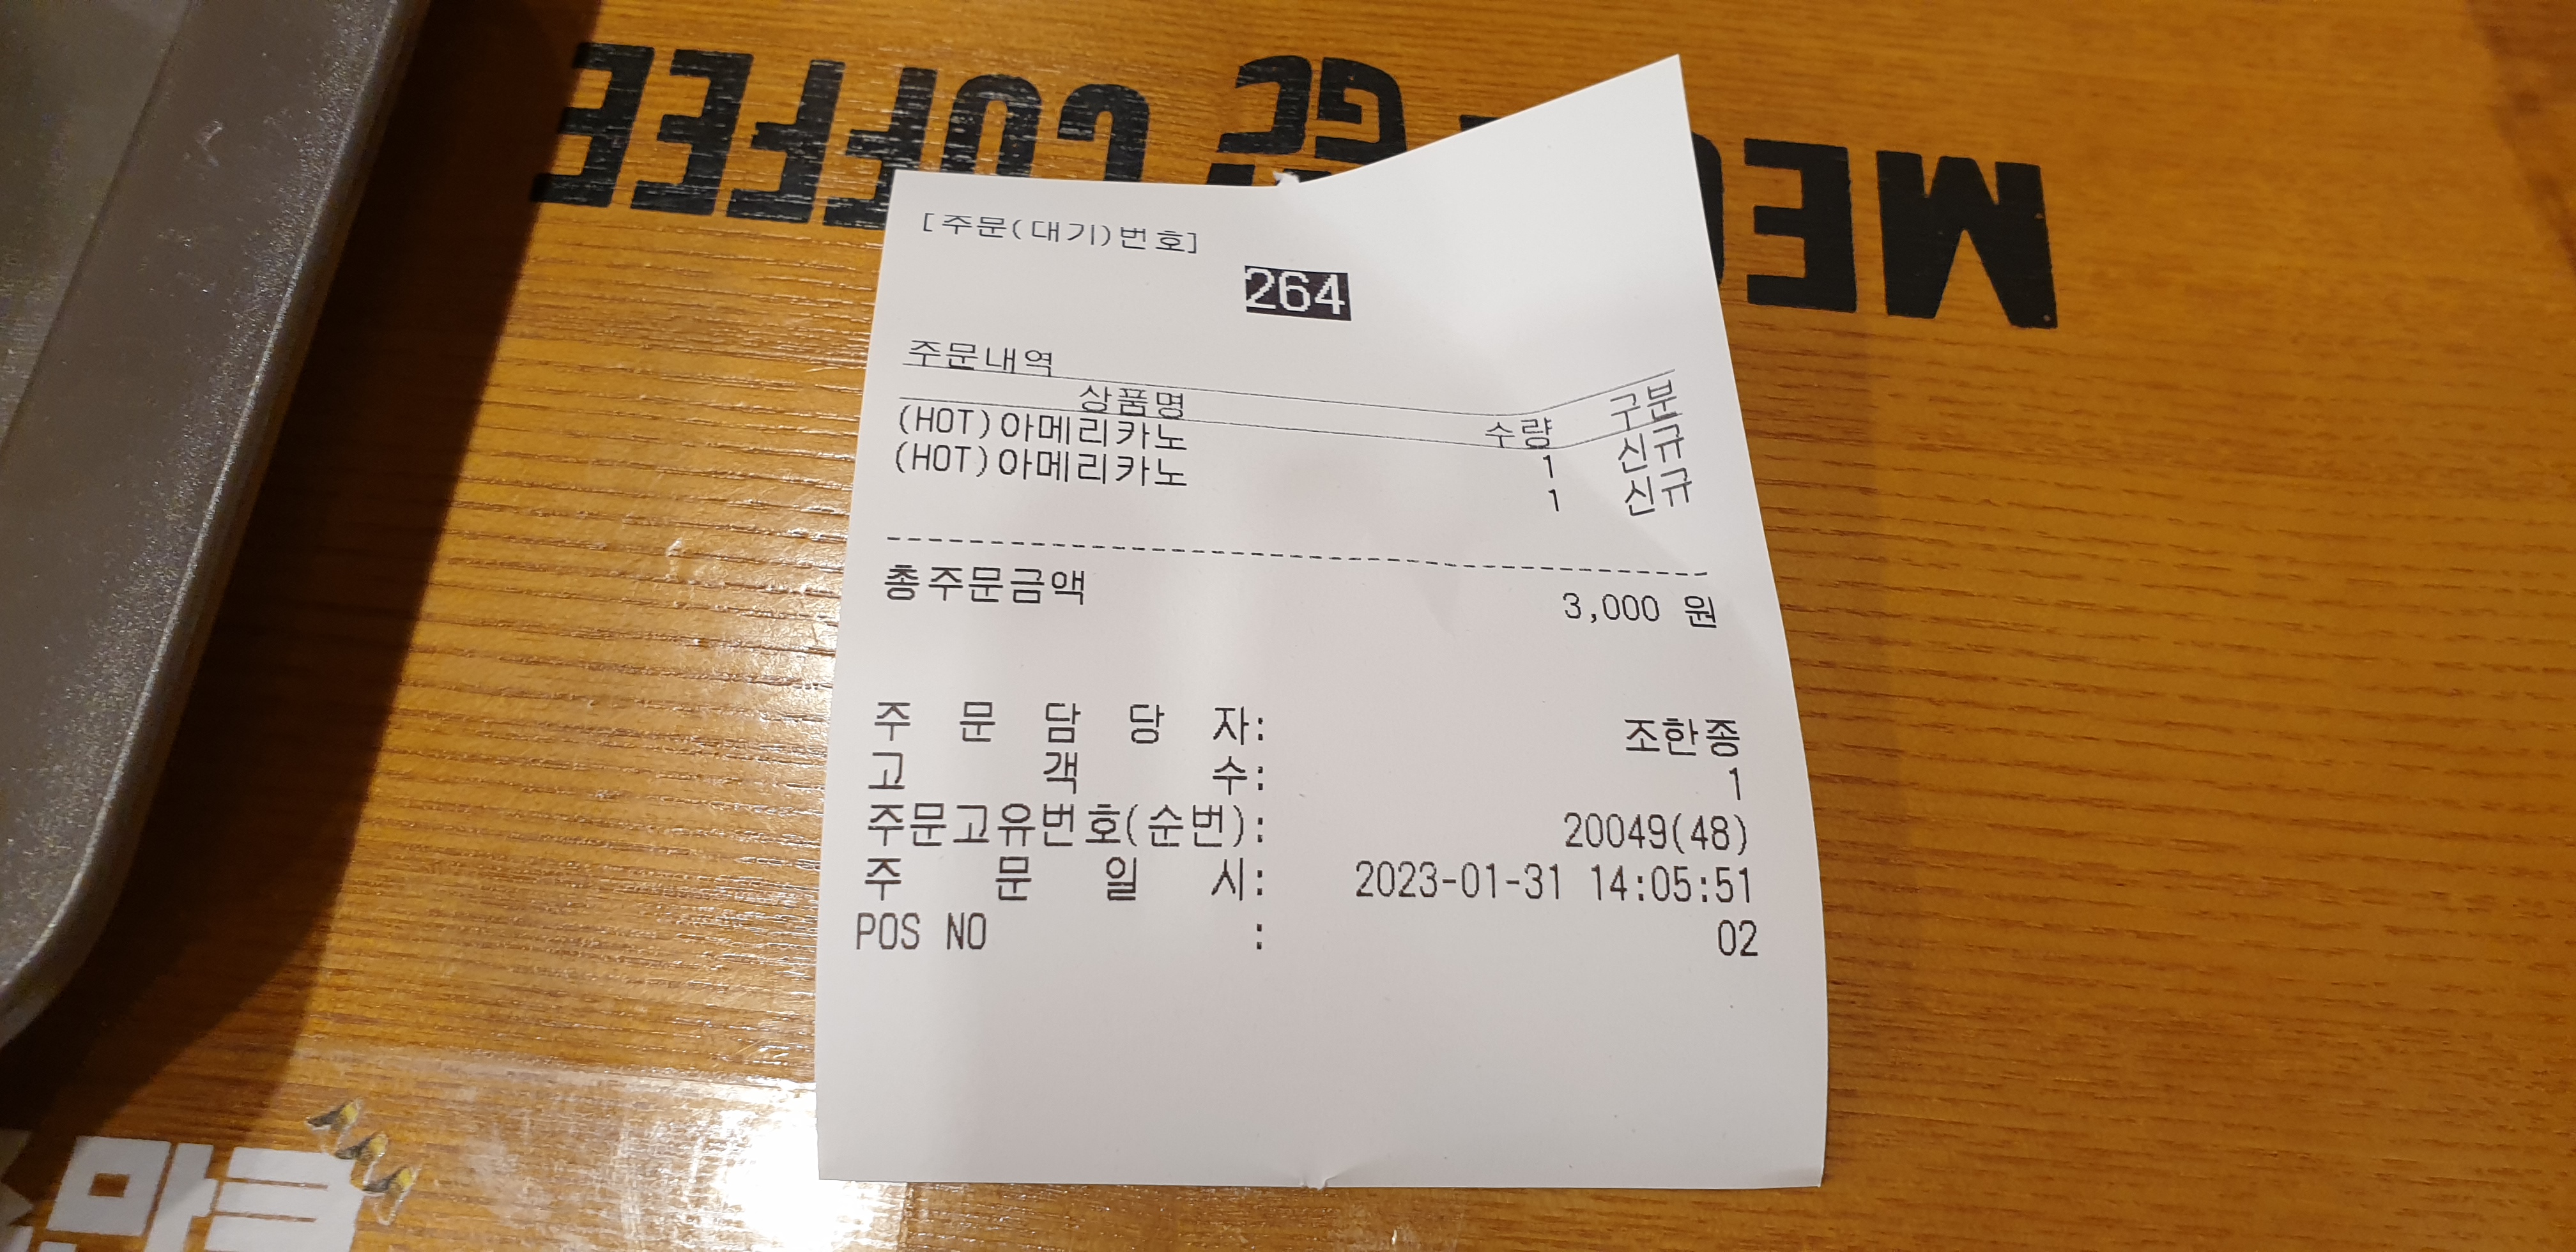 MEGA COFFEE
[주문(대기)번호]
264
주문내역
상품명 수량 구분
(HOT)아메리카노 1 신규
(HOT)아메리카노 1 신규
총주문금액 3,000 원
주 문 담 당 자: 조한종
고 객 수: 1
주문고유번호(순번): 20049(48)
주 문 일 시: 2023-01-31 14:05:51
POS NO : 02